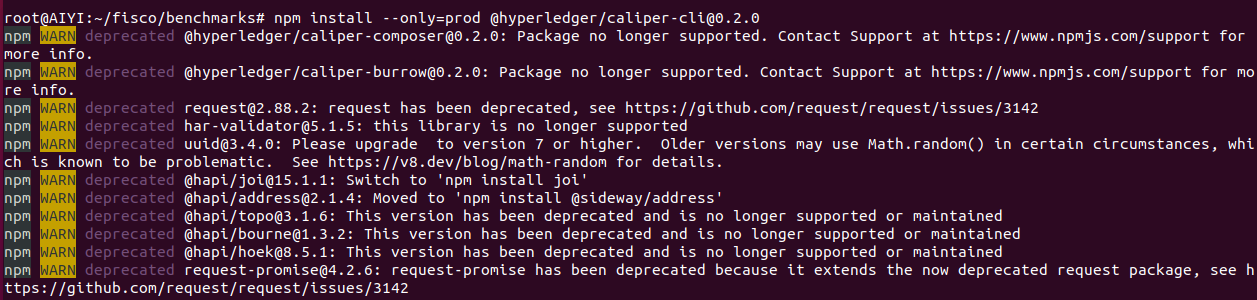 root@AIYI:~/fisco/benchmarks# npm install --only=prod @hyperledger/caliper-cli@0.2.0
npm WARN deprecated @hyperledger/caliper-composer@0.2.0: Package no longer supported. Contact Support at https://www.npmjs.com/support for
more info.
npm WARN deprecated @hyperledger/caliper-burrow@0.2.0: Package no longer supported. Contact Support at https://www.npmjs.com/support for mo
re info.
npm WARN deprecated request@2.88.2: request has been deprecated, see https://github.com/request/request/issues/3142
npm WARN deprecated har-validator@5.1.5: this library is no longer supported
npm WARN deprecated uuid@3.4.0: Please upgrade  to version 7 or higher.  Older versions may use Math.random() in certain circumstances, whi
ch is known to be problematic.  See https://v8.dev/blog/math-random for details.
npm WARN deprecated @hapi/joi@15.1.1: Switch to 'npm install joi'
npm WARN deprecated @hapi/address@2.1.4: Moved to 'npm install @sideway/address'
npm WARN deprecated @hapi/topo@3.1.6: This version has been deprecated and is no longer supported or maintained
npm WARN deprecated @hapi/bourne@1.3.2: This version has been deprecated and is no longer supported or maintained
npm WARN deprecated @hapi/hoek@8.5.1: This version has been deprecated and is no longer supported or maintained
npm WARN deprecated request-promise@4.2.6: request-promise has been deprecated because it extends the now deprecated request package, see h
ttps://github.com/request/request/issues/3142